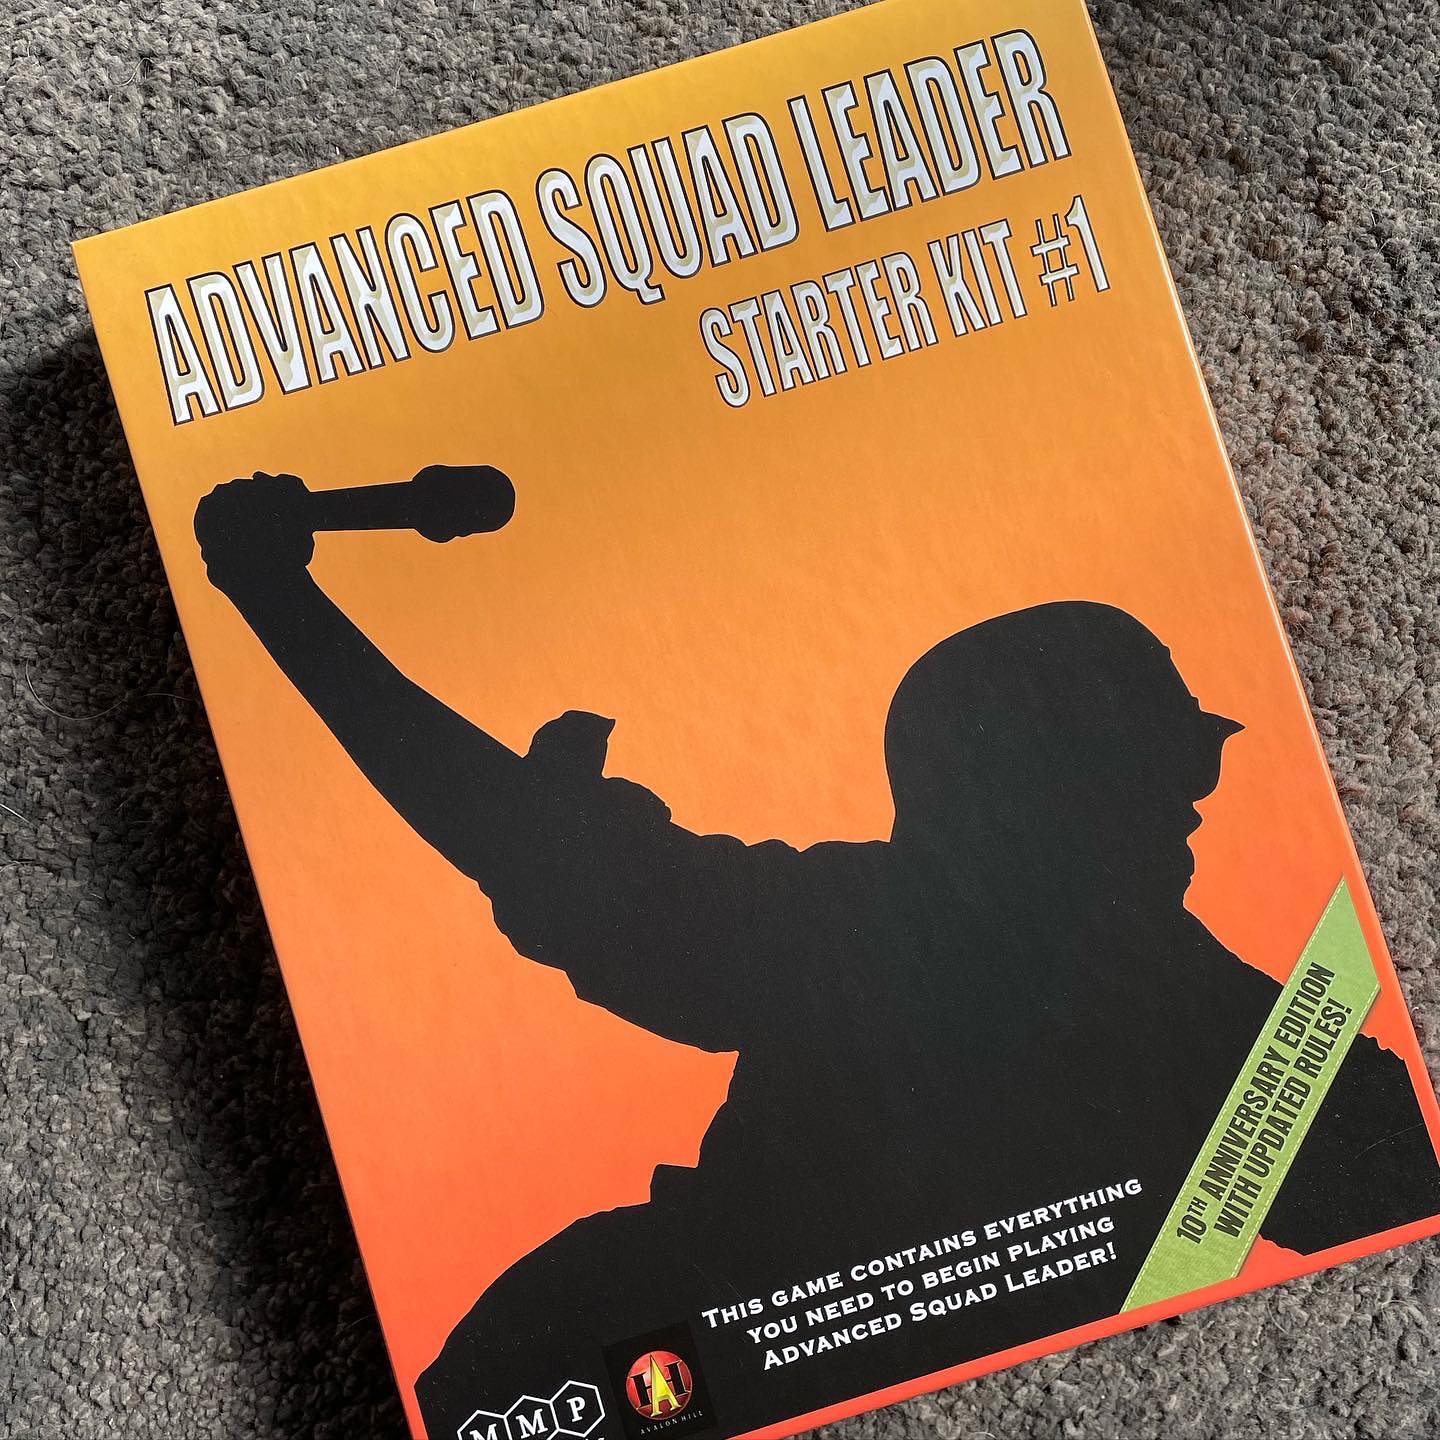 ADVANCED SQUAD LEADER
STARTER KIT #1
10TH ANNIVERSARY EDITION
WITH UPDATED RULES!
THIS GAME CONTAINS EVERYTHING
YOU NEED TO BEGIN PLAYING
ADVANCED SQUAD LEADER!
MMP
AH
AVALON HILL